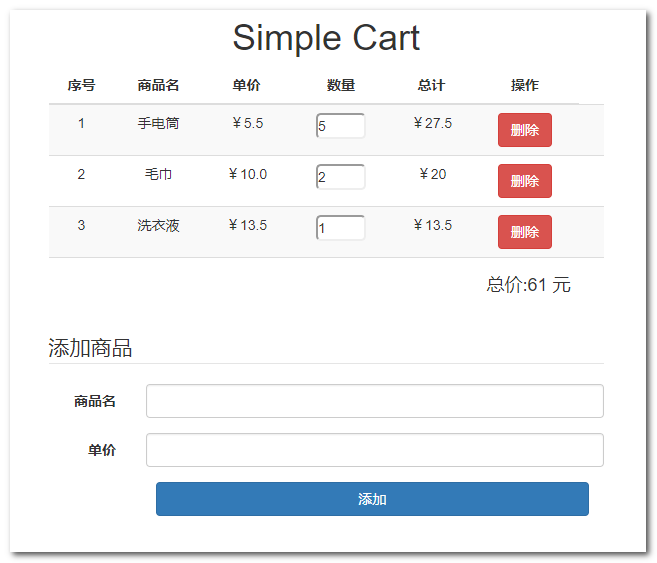 Simple Cart
序号 商品名 单价 数量 总计 操作
1 手电筒 ¥5.5 5 ¥27.5 删除
2 毛巾 ¥10.0 2 ¥20 删除
3 洗衣液 ¥13.5 1 ¥13.5 删除
总价:61 元
添加商品
商品名
单价
添加